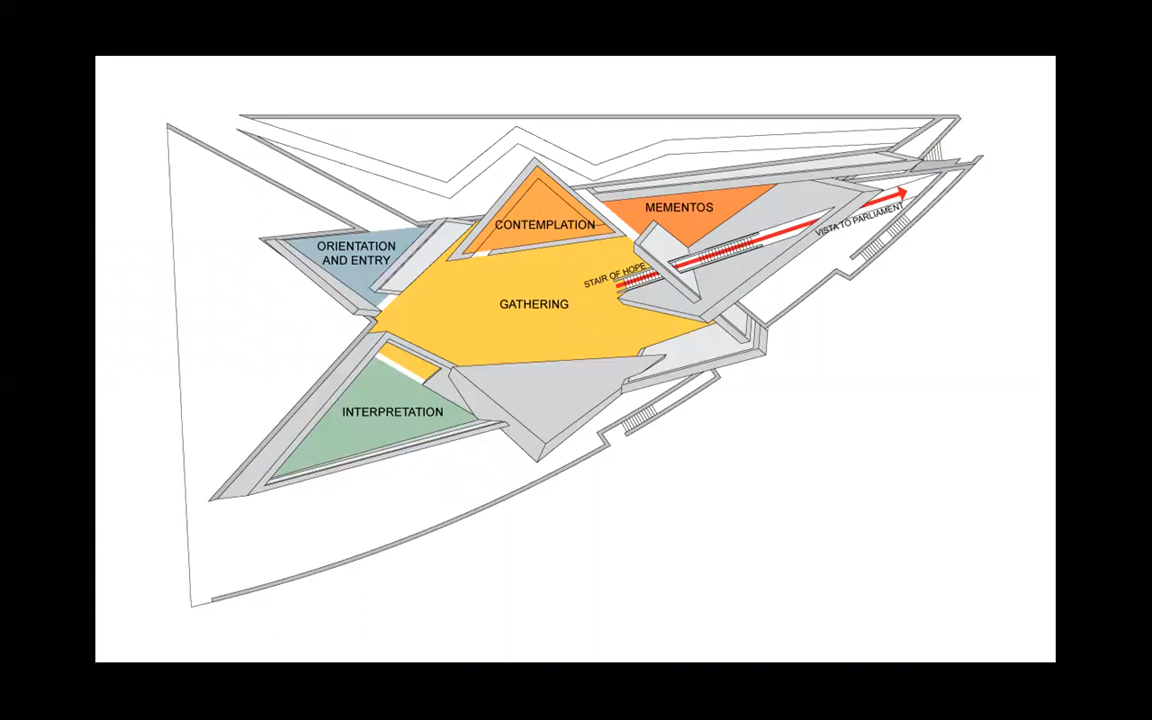 CONTEMPLATION
MEMENTOS
ORIENTATION
AND ENTRY
VISTA TO PARLIAMENT
STAIR OF HOPE
GATHERING
INTERPRETATION